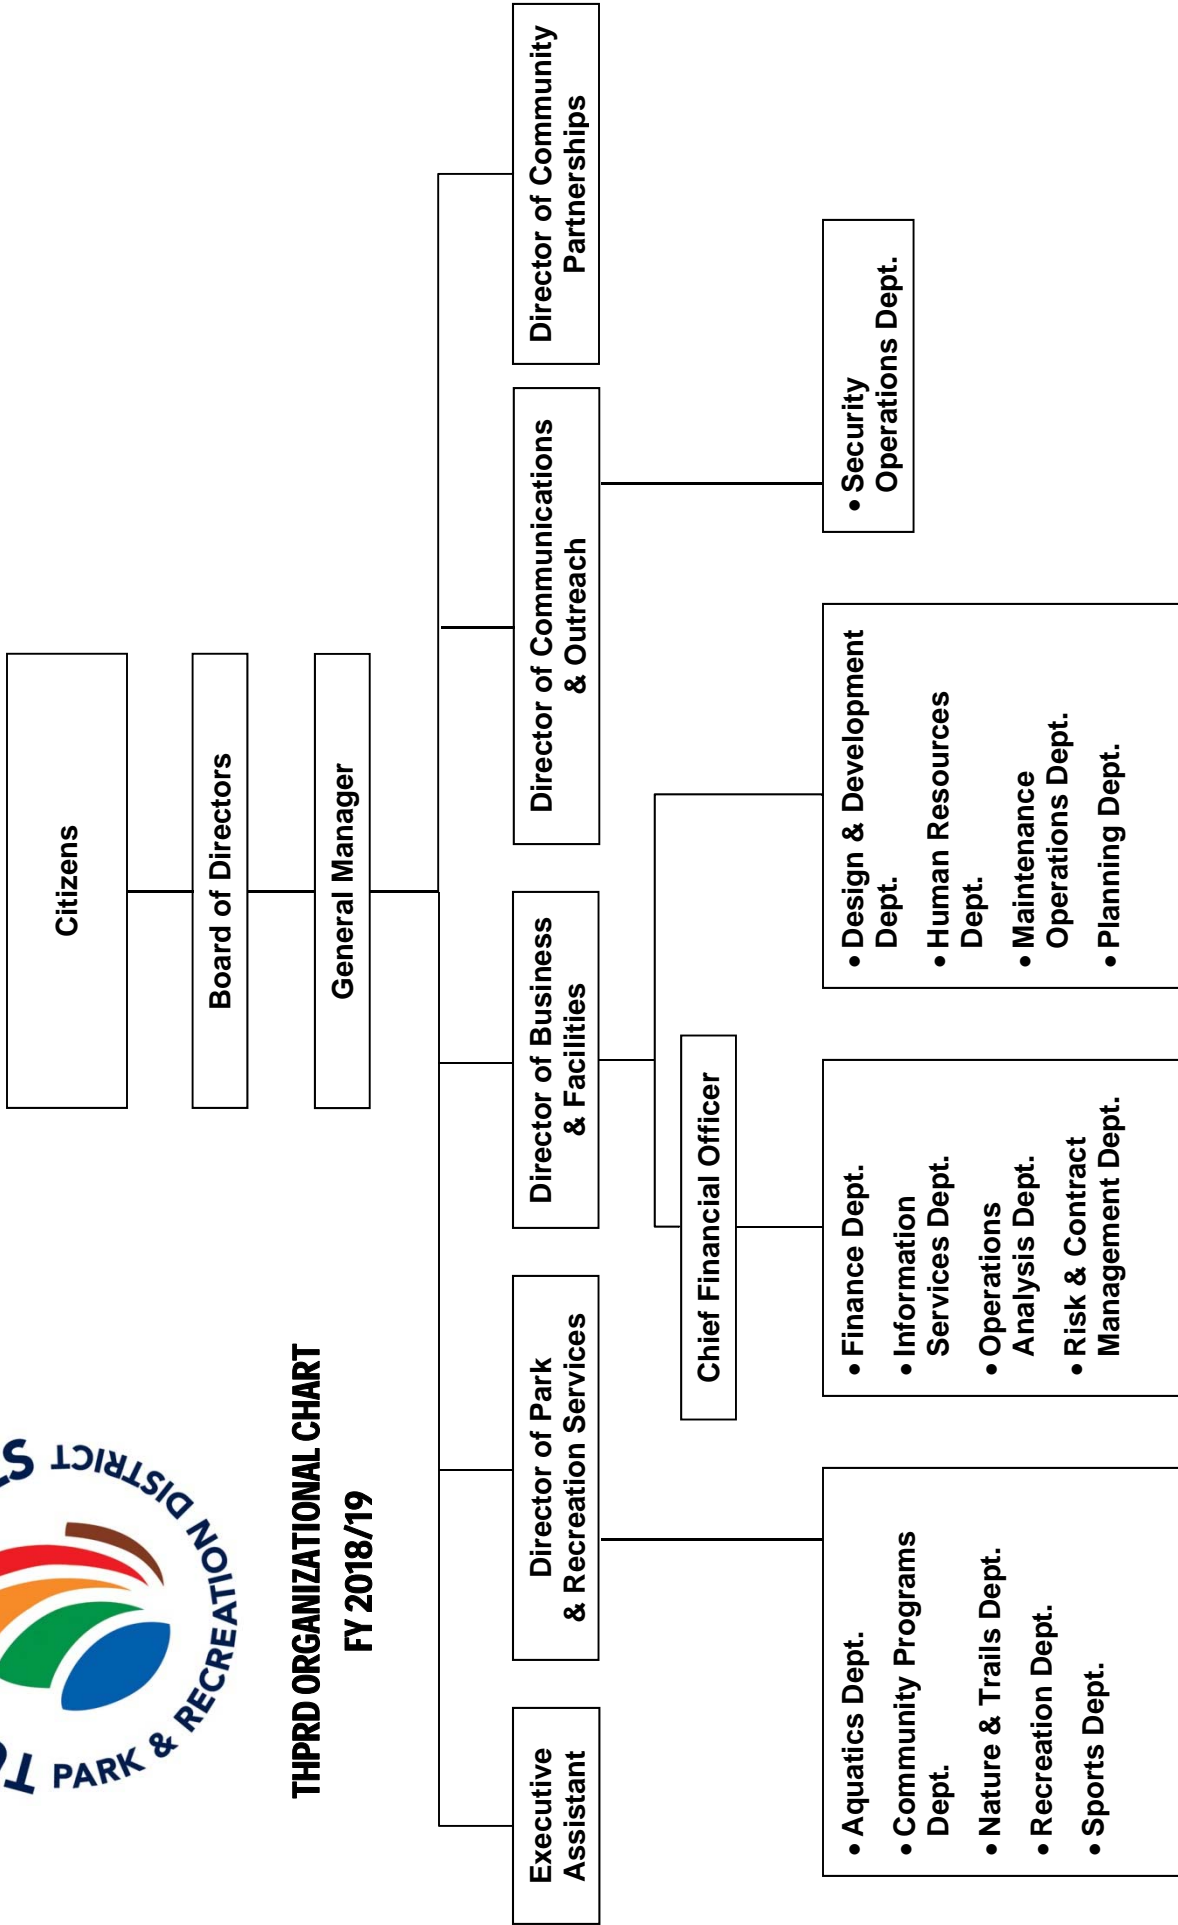 PARK & RECREATION DISTRICT
THPRD ORGANIZATIONAL CHART
FY 2018/19
Citizens
Board of Directors
General Manager
Executive
Assistant
Director of Park
& Recreation Services
Director of Business
& Facilities
Director of Communications
& Outreach
Director of Community
Partnerships
Chief Financial Officer
• Aquatics Dept.
• Community Programs
Dept.
• Nature & Trails Dept.
• Recreation Dept.
• Sports Dept.
• Finance Dept.
• Information
Services Dept.
• Operations
Analysis Dept.
• Risk & Contract
Management Dept.
• Design & Development
Dept.
• Human Resources
Dept.
• Maintenance
Operations Dept.
• Planning Dept.
• Security
Operations Dept.